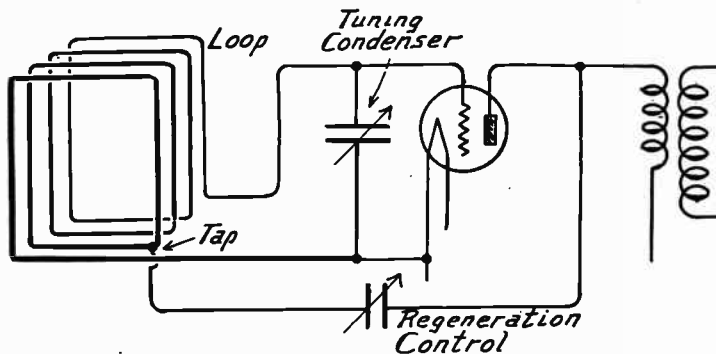 Loop
Tuning
Condenser
Tap
Regeneration
Control